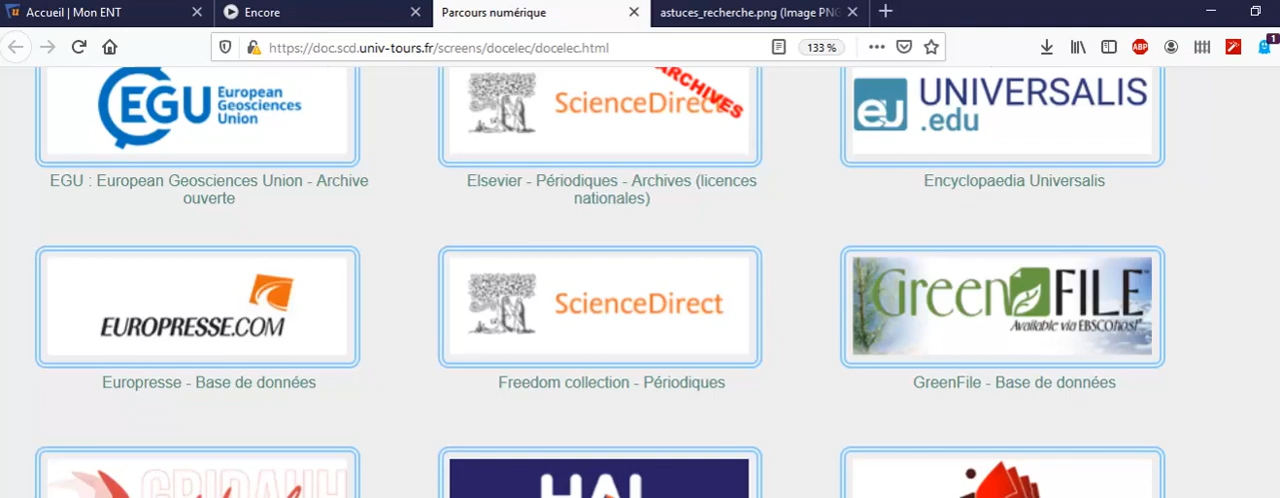 Accueil | Mon ENT
Encore
Parcours numérique
astuces_recherche.png (Image PNG
https://doc.scd.univ-tours.fr/screens/docelec/docelec.html
133 %
ABP
1
EGU European
Geosciences
Union
ScienceDirect
ARCHIVES
eu UNIVERSALIS
.edu
EGU : European Geosciences Union - Archive
ouverte
Elsevier - Périodiques - Archives (licences
nationales)
Encyclopaedia Universalis
EUROPRESSE.COM
ScienceDirect
GreenFILE
Available via EBSCOhost
Europresse - Base de données
Freedom collection - Périodiques
GreenFile - Base de données
HAL